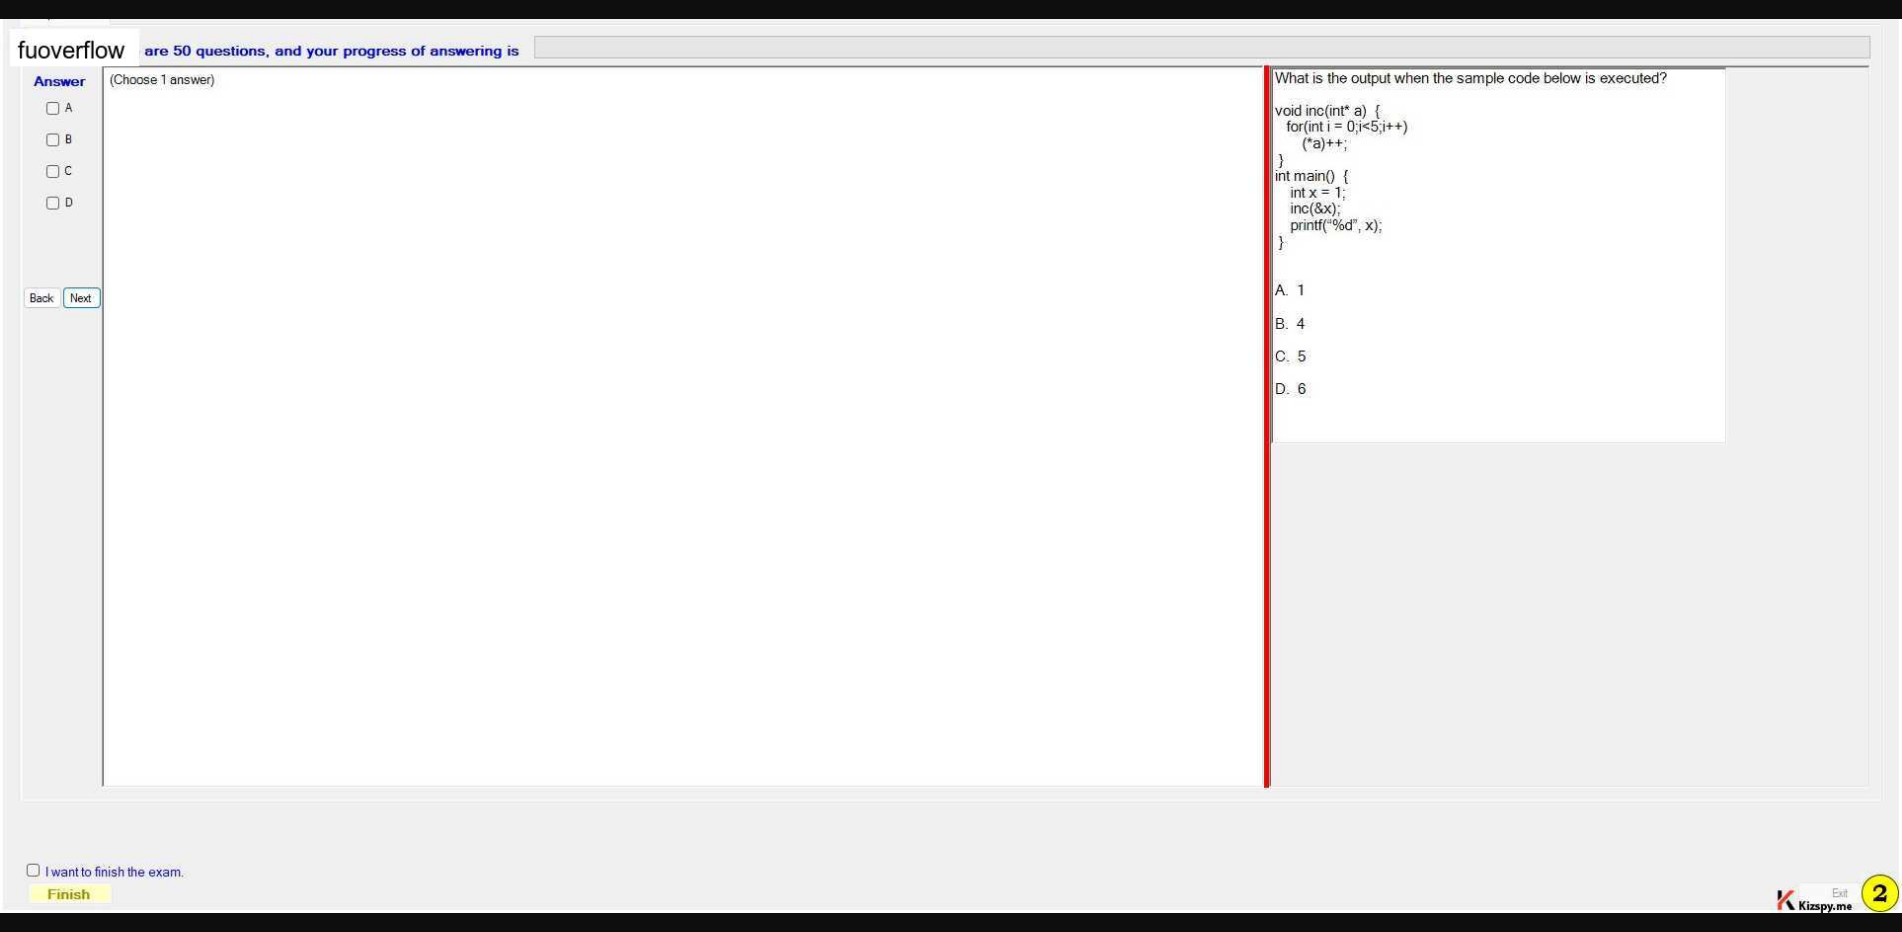 fuoverflow are 50 questions, and your progress of answering is
Answer
(Choose 1 answer)
A
B
C
D
Back Next
What is the output when the sample code below is executed?
void inc(int* a) {
for(int i = 0;i<5;i++)
(*a)++;
}
int main() {
int x = 1;
inc(&x);
printf("%d", x);
}
A. 1
B. 4
C. 5
D. 6
I want to finish the exam.
Finish
Exit
Kizspy.me
2